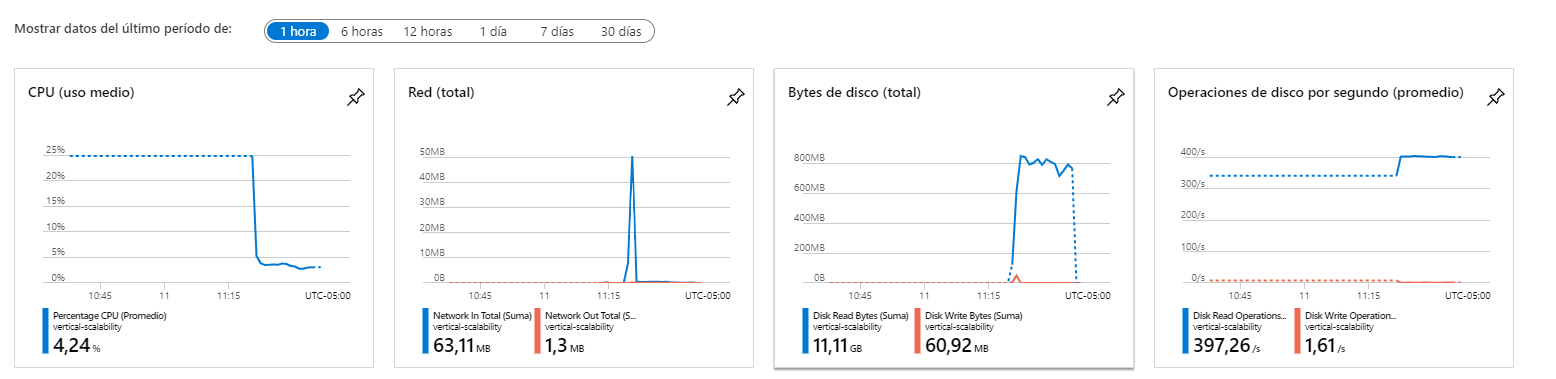 Mostrar datos del último período de:
1 hora
6 horas
12 horas
1 día
7 días
30 días
CPU (uso medio)
25%
20%
15%
10%
5%
0%
10:45
11
11:15
UTC-05:00
Percentage CPU (Promedio)
vertical-scalability
4,24 %
Red (total)
50MB
40MB
30MB
20MB
10MB
0B
10:45
11
11:15
UTC-05:00
Network In Total (Suma)
vertical-scalability
63,11 MB
Network Out Total (S...
vertical-scalability
1,3 MB
Bytes de disco (total)
800MB
600MB
400MB
200MB
0B
10:45
11
11:15
UTC-05:00
Disk Read Bytes (Suma)
vertical-scalability
11,11 GB
Disk Write Bytes (Suma)
vertical-scalability
60,92 MB
Operaciones de disco por segundo (promedio)
400/s
300/s
200/s
100/s
0/s
10:45
11
11:15
UTC-05:00
Disk Read Operations...
vertical-scalability
397,26 /s
Disk Write Operation...
vertical-scalability
1,61 /s